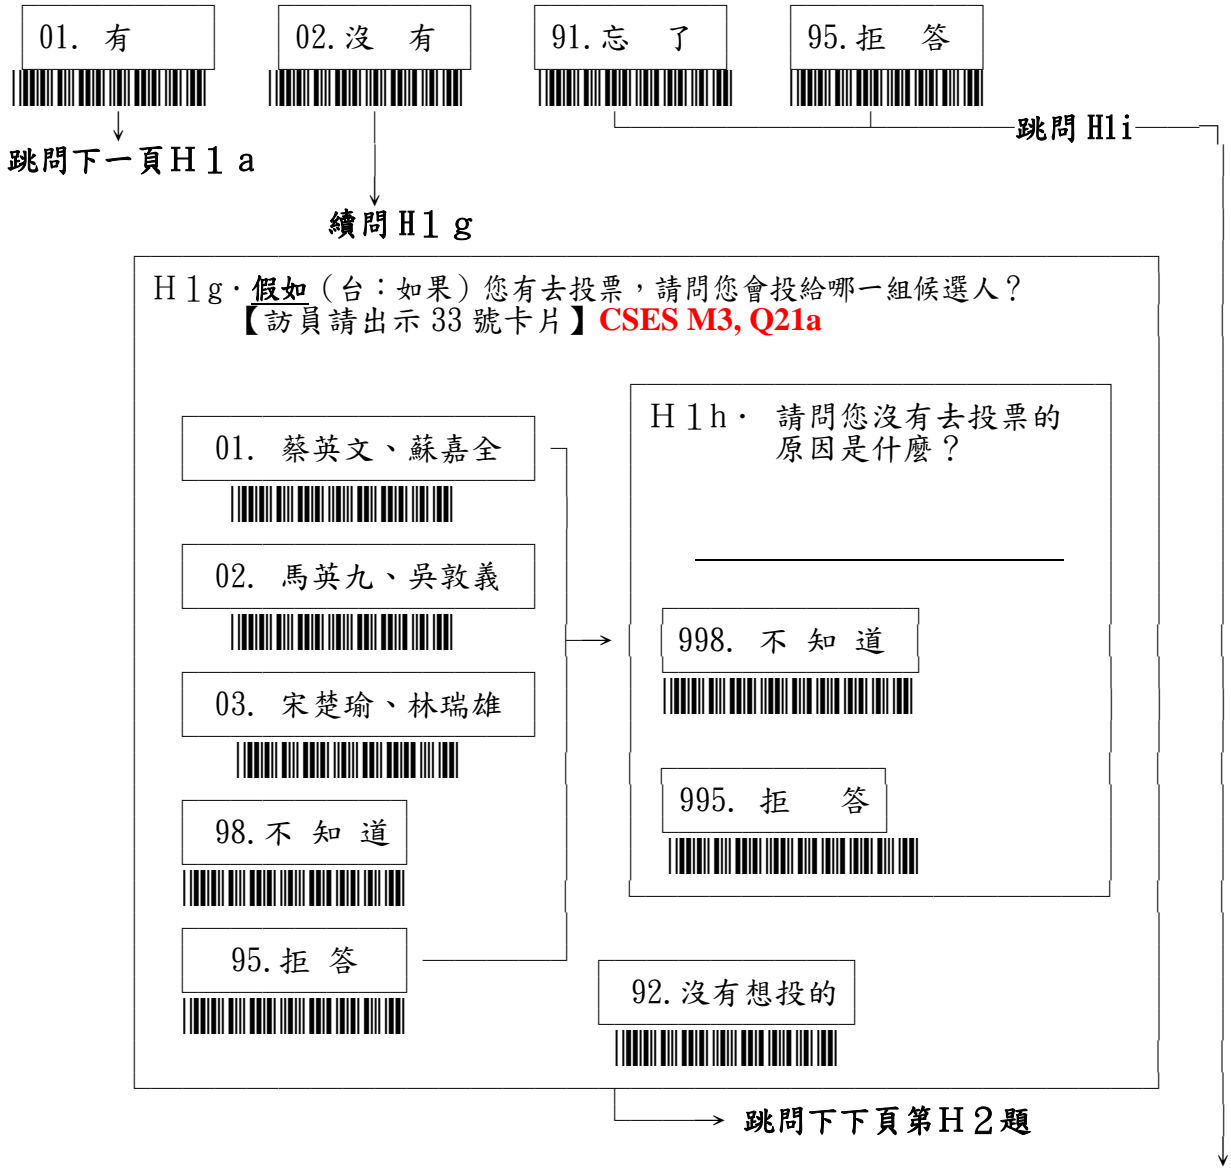 01. 有
02.沒 有
91.忘 了
95.拒 答
跳問 H1i
跳問下一頁H１a
續問H１g
H１g．假如（台：如果）您有去投票，請問您會投給哪一組候選人？
【訪員請出示 33 號卡片】CSES M3, Q21a
01. 蔡英文、蘇嘉全
02. 馬英九、吳敦義
03. 宋楚瑜、林瑞雄
98.不 知 道
95.拒 答
H１h． 請問您沒有去投票的
原因是什麼？
998. 不 知 道
995. 拒 答
92.沒有想投的
跳問下下頁第H２題